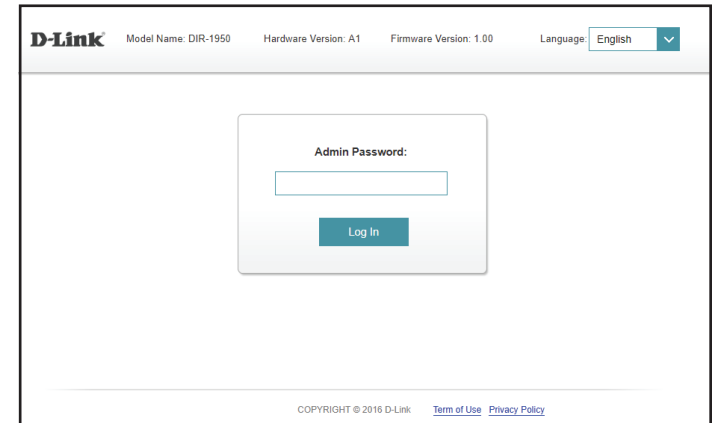 D-Link Model Name: DIR-1950 Hardware Version: A1 Firmware Version: 1.00 Language: English
Admin Password:
Log In
COPYRIGHT © 2016 D-Link Term of Use Privacy Policy